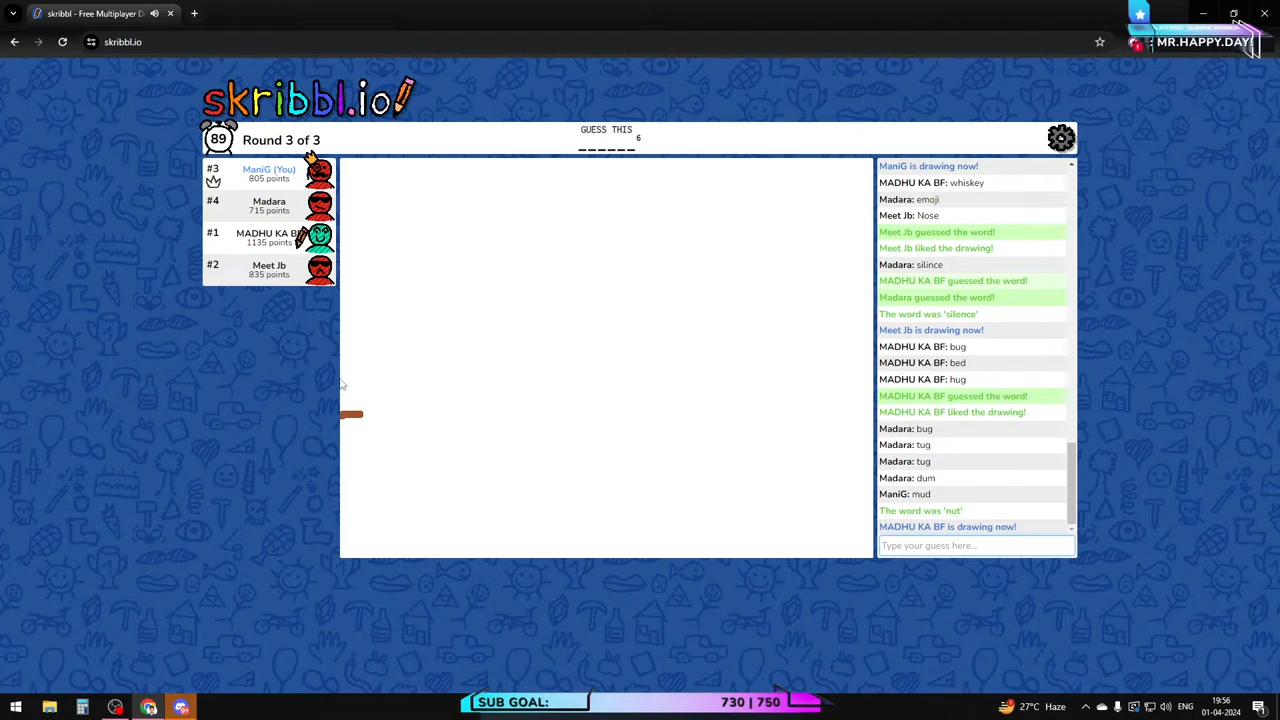 skribbl - Free Multiplayer D
skribbl.io
MR.HAPPY.DAY!
skribbl.io
89
Round 3 of 3
GUESS THIS
______ 6
#3 ManiG (You)
805 points
#4 Madara
715 points
#1 MADHU KA BF
1135 points
#2 Meet Jb
835 points
ManiG is drawing now!
MADHU KA BF: whiskey
Madara: emoji
Meet Jb: Nose
Meet Jb guessed the word!
Meet Jb liked the drawing!
Madara: silince
MADHU KA BF guessed the word!
Madara guessed the word!
The word was 'silence'
Meet Jb is drawing now!
MADHU KA BF: bug
MADHU KA BF: bed
MADHU KA BF: hug
MADHU KA BF guessed the word!
MADHU KA BF liked the drawing!
Madara: bug
Madara: tug
Madara: tug
Madara: dum
ManiG: mud
The word was 'nut'
MADHU KA BF is drawing now!
Type your guess here...
SUB GOAL: 730 | 750
27°C Haze
ENG
19:56
01-04-2024